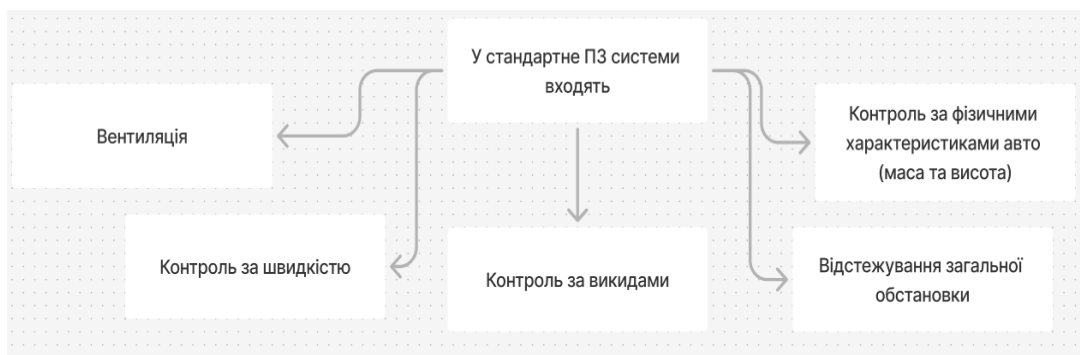 У стандартне ПЗ системи
входять
Вентиляція
Контроль за фізичними
характеристиками авто
(маса та висота)
Контроль за швидкістю
Контроль за викидами
Відстежування загальної
обстановки